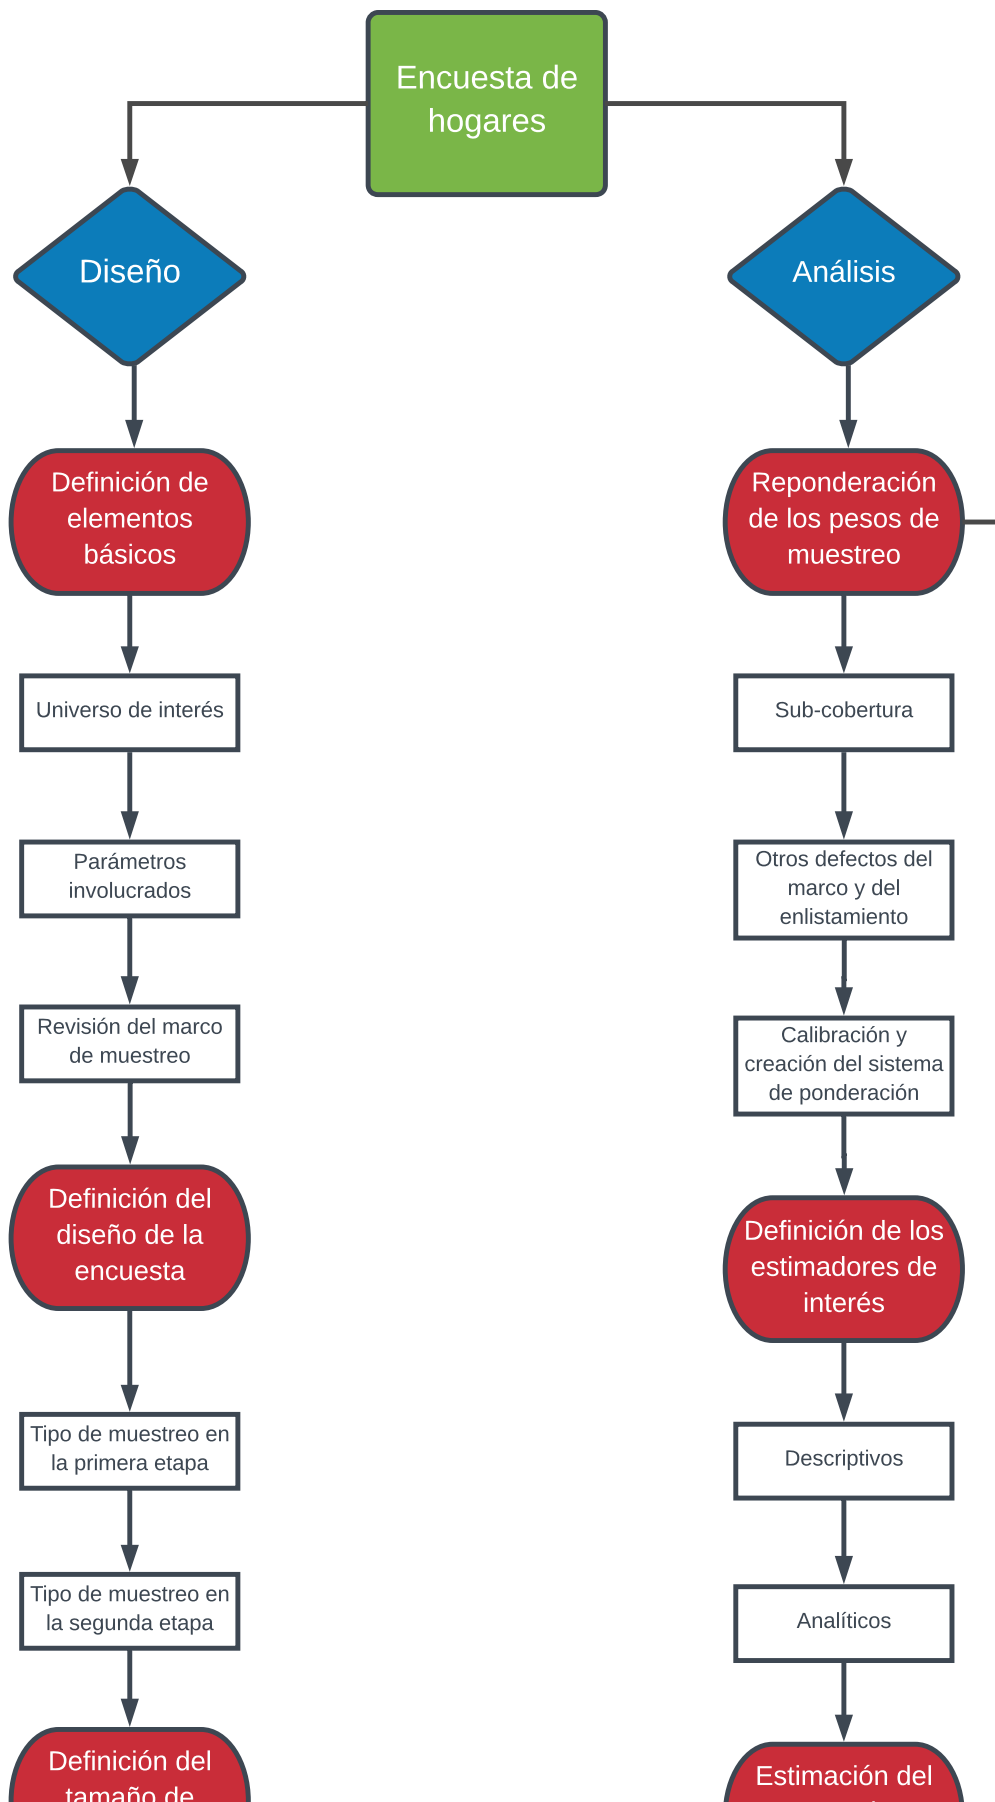 Encuesta de
hogares
Diseño
Definición de
elementos
básicos
Universo de interés
Parámetros
involucrados
Revisión del marco
de muestreo
Definición del
diseño de la
encuesta
Tipo de muestreo en
la primera etapa
Tipo de muestreo en
la segunda etapa
Definición del
tamaño de
Análisis
Reponderación
de los pesos de
muestreo
Sub-cobertura
Otros defectos del
marco y del
enlistamiento
Calibración y
creación del sistema
de ponderación
Definición de los
estimadores de
interés
Descriptivos
Analíticos
Estimación del